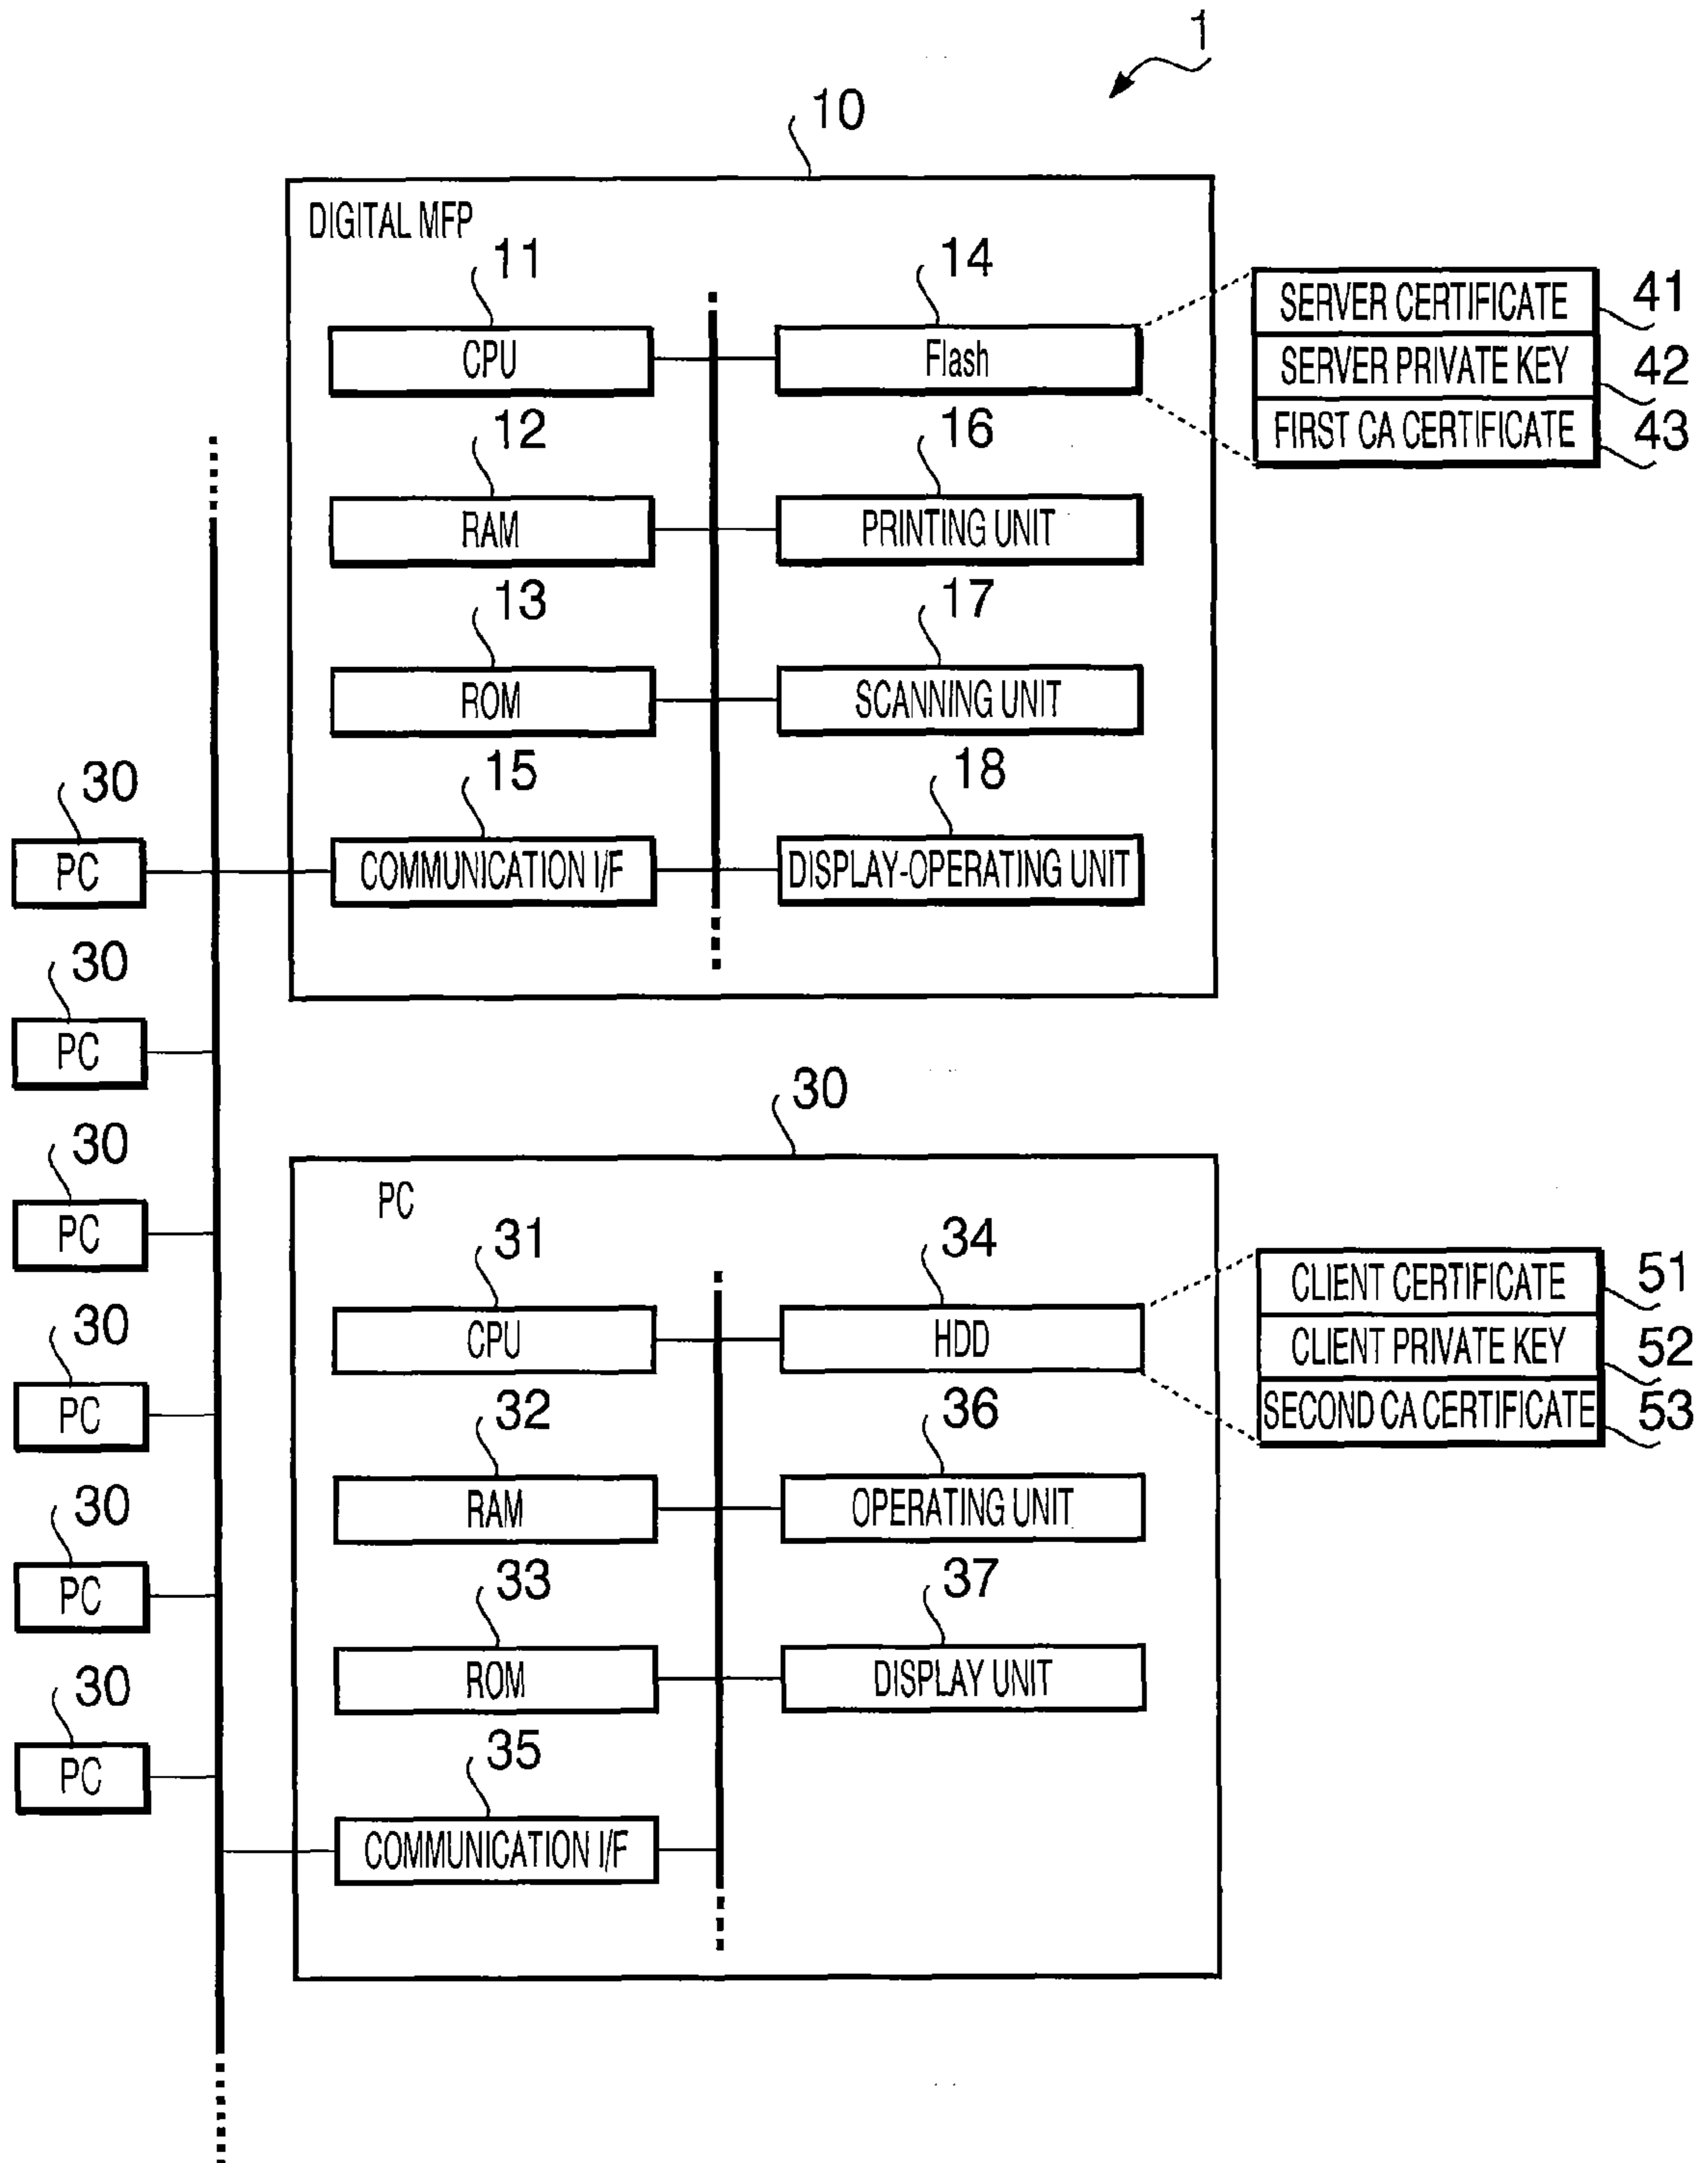 1
10
DIGITAL MFP
11
14
CPU
Flash
SERVER CERTIFICATE
41
SERVER PRIVATE KEY
42
FIRST CA CERTIFICATE
43
12
16
RAM
PRINTING UNIT
13
17
ROM
SCANNING UNIT
15
18
COMMUNICATION I/F
DISPLAY-OPERATING UNIT
30
PC
30
PC
30
PC
30
PC
30
PC
30
PC
30
PC
31
34
CPU
HDD
CLIENT CERTIFICATE
51
CLIENT PRIVATE KEY
52
SECOND CA CERTIFICATE
53
32
36
RAM
OPERATING UNIT
33
37
ROM
DISPLAY UNIT
35
COMMUNICATION I/F